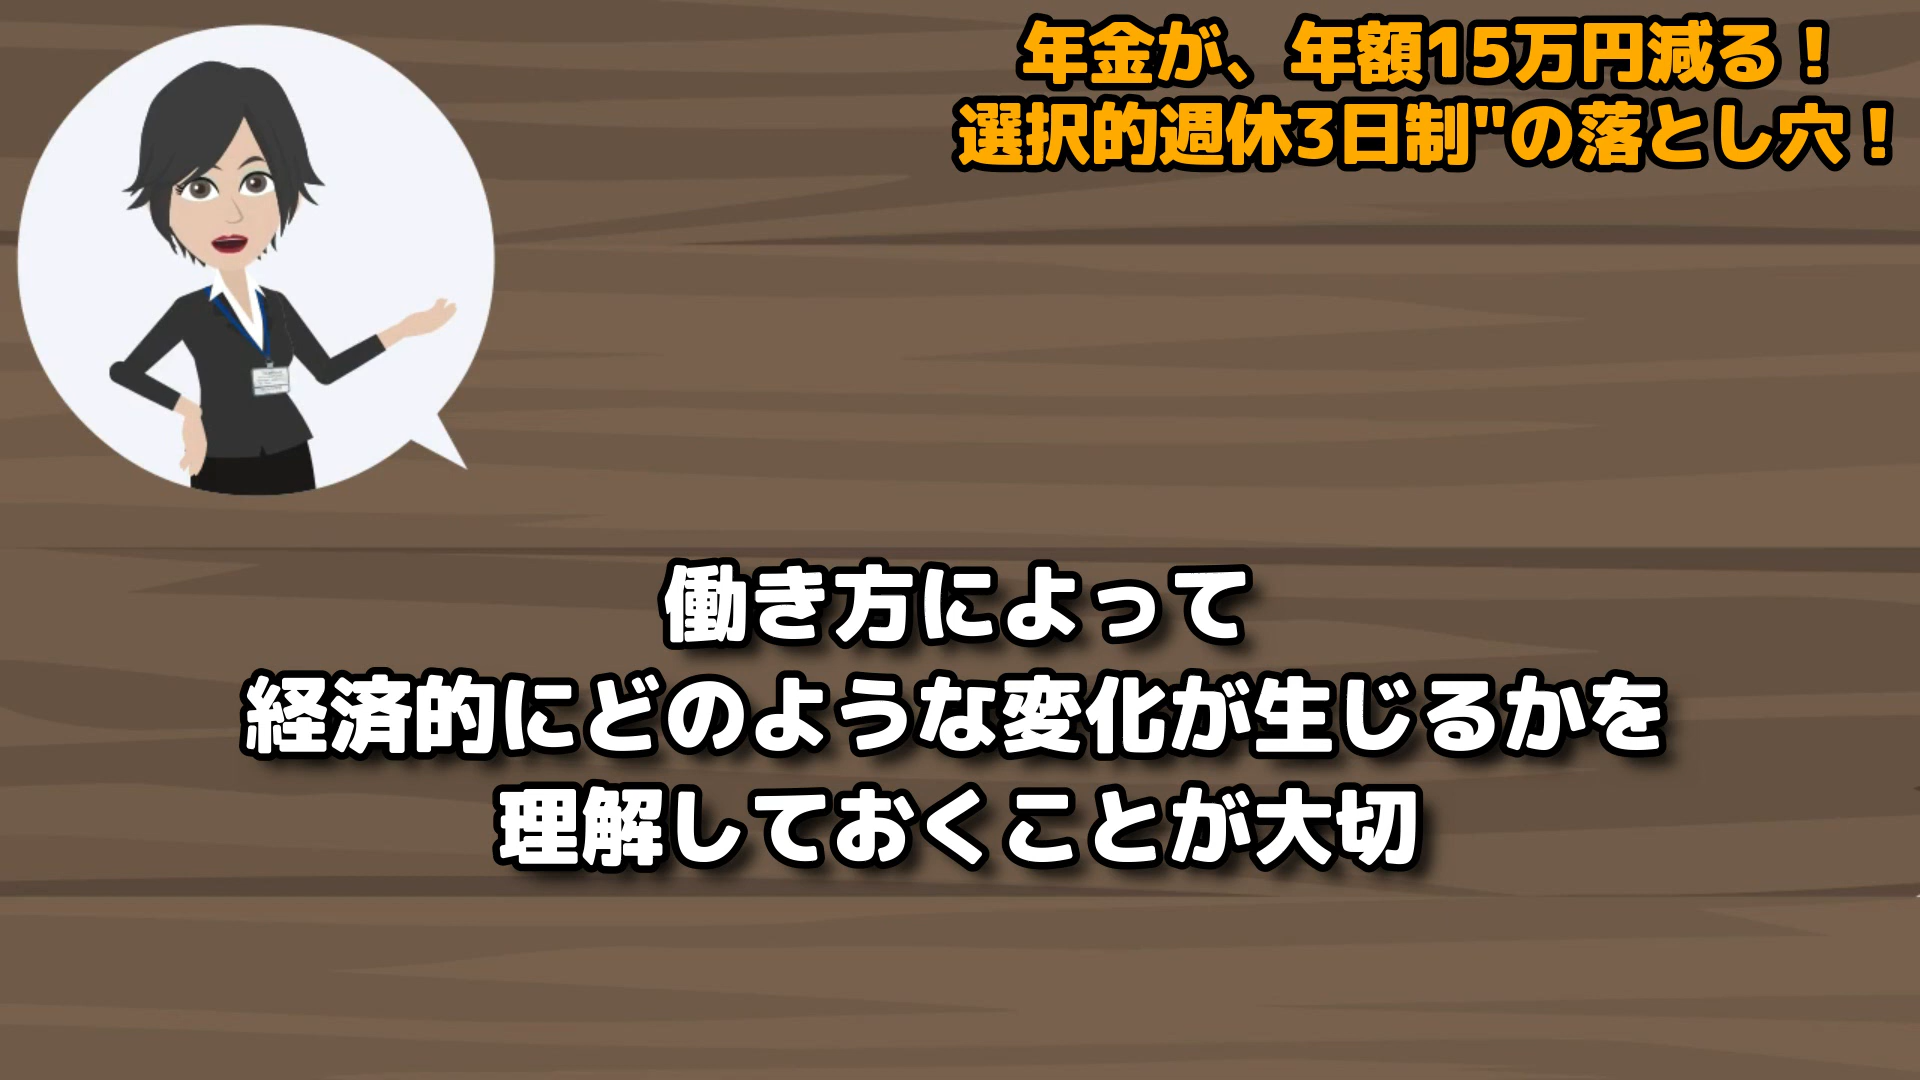 年金が、年額15万円減る！
選択的週休3日制"の落とし穴！
働き方によって
経済的にどのような変化が生じるかを
理解しておくことが大切